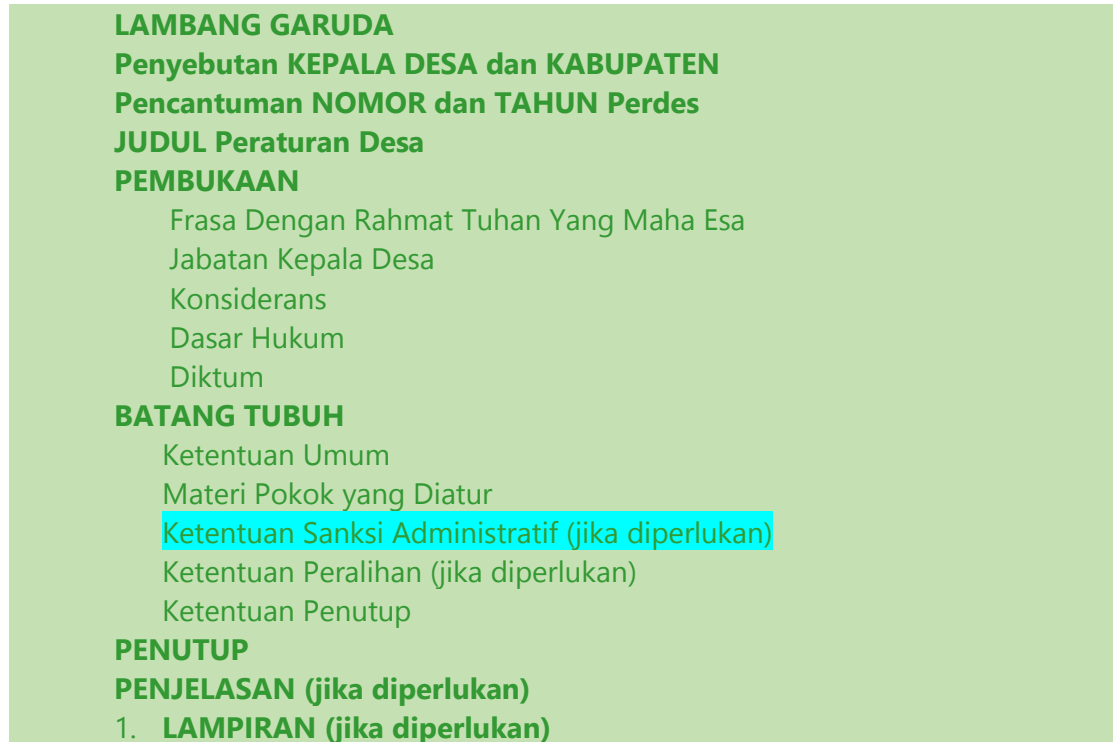 LAMBANG GARUDA
Penyebutan KEPALA DESA dan KABUPATEN
Pencantuman NOMOR dan TAHUN Perdes
JUDUL Peraturan Desa
PEMBUKAAN
Frasa Dengan Rahmat Tuhan Yang Maha Esa
Jabatan Kepala Desa
Konsiderans
Dasar Hukum
Diktum
BATANG TUBUH
Ketentuan Umum
Materi Pokok yang Diatur
Ketentuan Sanksi Administratif (jika diperlukan)
Ketentuan Peralihan (jika diperlukan)
Ketentuan Penutup
PENUTUP
PENJELASAN (jika diperlukan)
1. LAMPIRAN (jika diperlukan)